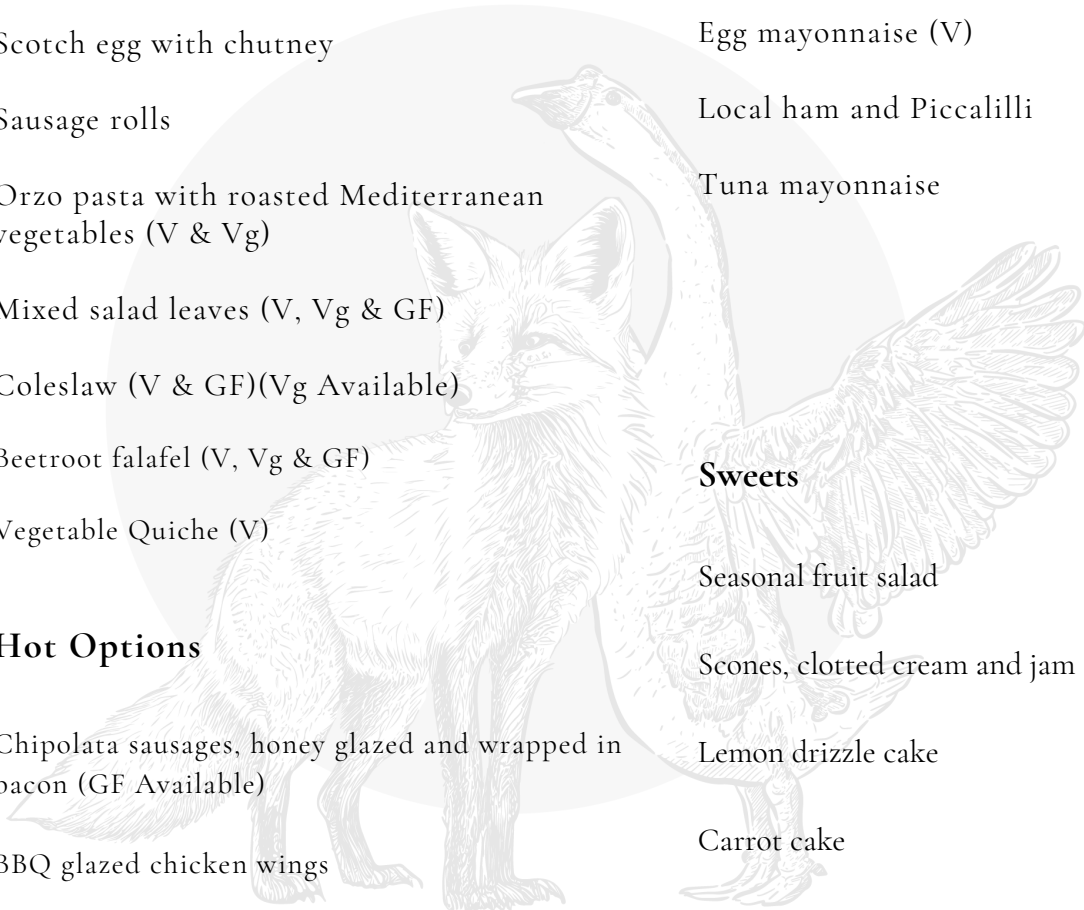 Scotch egg with chutney
Sausage rolls
Orzo pasta with roasted Mediterranean
vegetables (V & Vg)
Mixed salad leaves (V, Vg & GF)
Coleslaw (V & GF)(Vg Available)
Beetroot falafel (V, Vg & GF)
Vegetable Quiche (V)
Hot Options
Chipolata sausages, honey glazed and wrapped in
bacon (GF Available)
BBQ glazed chicken wings
Egg mayonnaise (V)
Local ham and Piccalilli
Tuna mayonnaise
Sweets
Seasonal fruit salad
Scones, clotted cream and jam
Lemon drizzle cake
Carrot cake